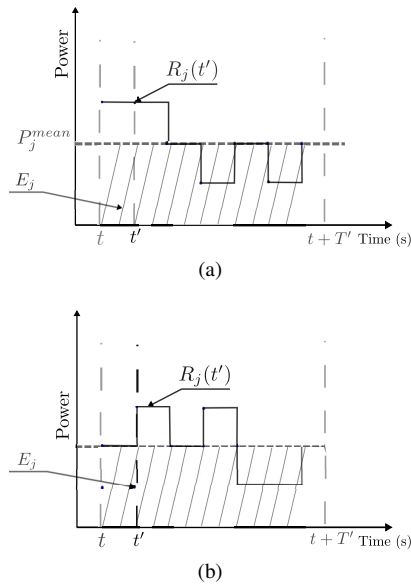 Power
R_j(t')
P_j^{mean}
E_j
t
t'
t + T'
Time (s)
(a)
Power
R_j(t')
E_j
t
t'
t + T'
Time (s)
(b)